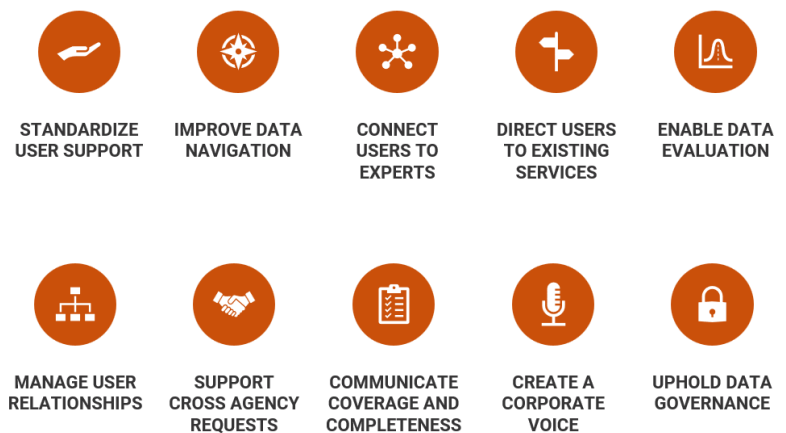 STANDARDIZE
USER SUPPORT
IMPROVE DATA
NAVIGATION
CONNECT
USERS TO
EXPERTS
DIRECT USERS
TO EXISTING
SERVICES
ENABLE DATA
EVALUATION
MANAGE USER
RELATIONSHIPS
SUPPORT
CROSS AGENCY
REQUESTS
COMMUNICATE
COVERAGE AND
COMPLETENESS
CREATE A
CORPORATE
VOICE
UPHOLD DATA
GOVERNANCE